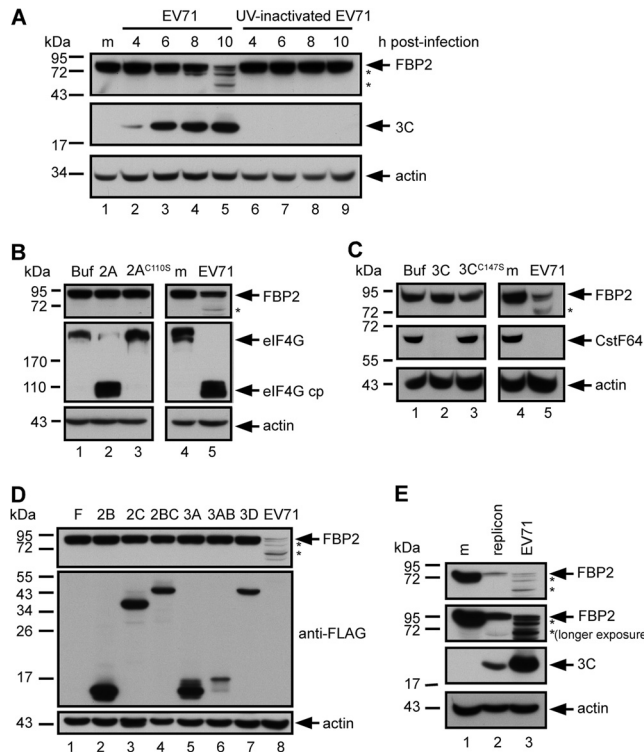 A
EV71 UV-inactivated EV71
kDa m 4 6 8 10 4 6 8 10 h post-infection
95
72
43
FBP2
*
*
17
3C
34
actin
1 2 3 4 5 6 7 8 9
B
kDa Buf 2A 2A^C110S m EV71
95
72
FBP2
*
170
110
eIF4G
eIF4G cp
43
actin
1 2 3 4 5
C
kDa Buf 3C 3C^C147S m EV71
95
72
FBP2
*
72
55
CstF64
43
actin
1 2 3 4 5
D
kDa F 2B 2C 2BC 3A 3AB 3D EV71
95
72
FBP2
*
*
55
43
34
26
17
anti-FLAG
43
actin
1 2 3 4 5 6 7 8
E
kDa m replicon EV71
95
72
FBP2
*
*
95
72
FBP2
*
*(longer exposure
17
3C
43
actin
1 2 3